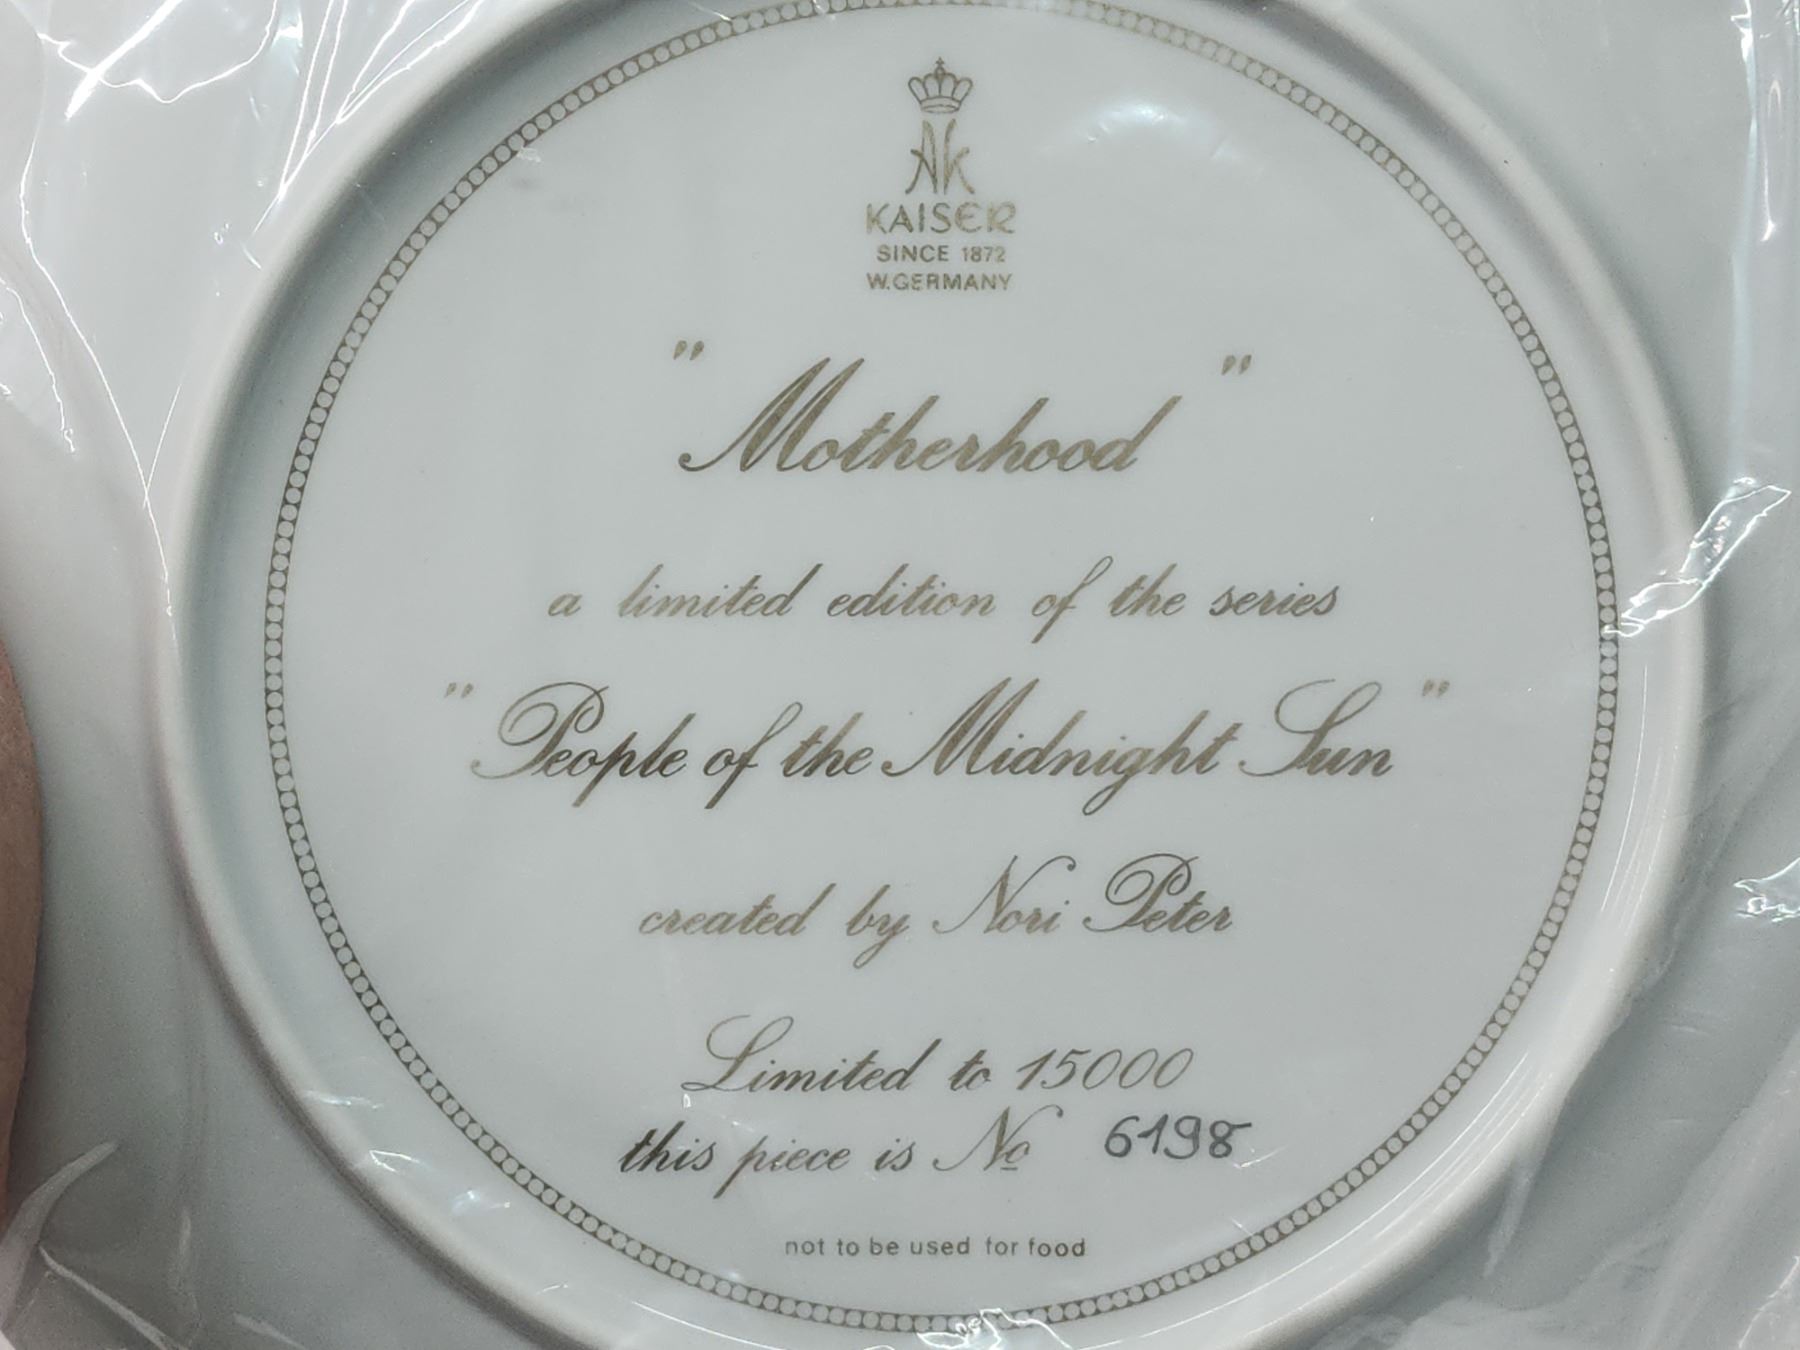 AK
KAISER
SINCE 1872
W.GERMANY
"Motherhood"
a limited edition of the series
"People of the Midnight Sun"
created by Nori Peter
Limited to 15000
this piece is No 6198
not to be used for food